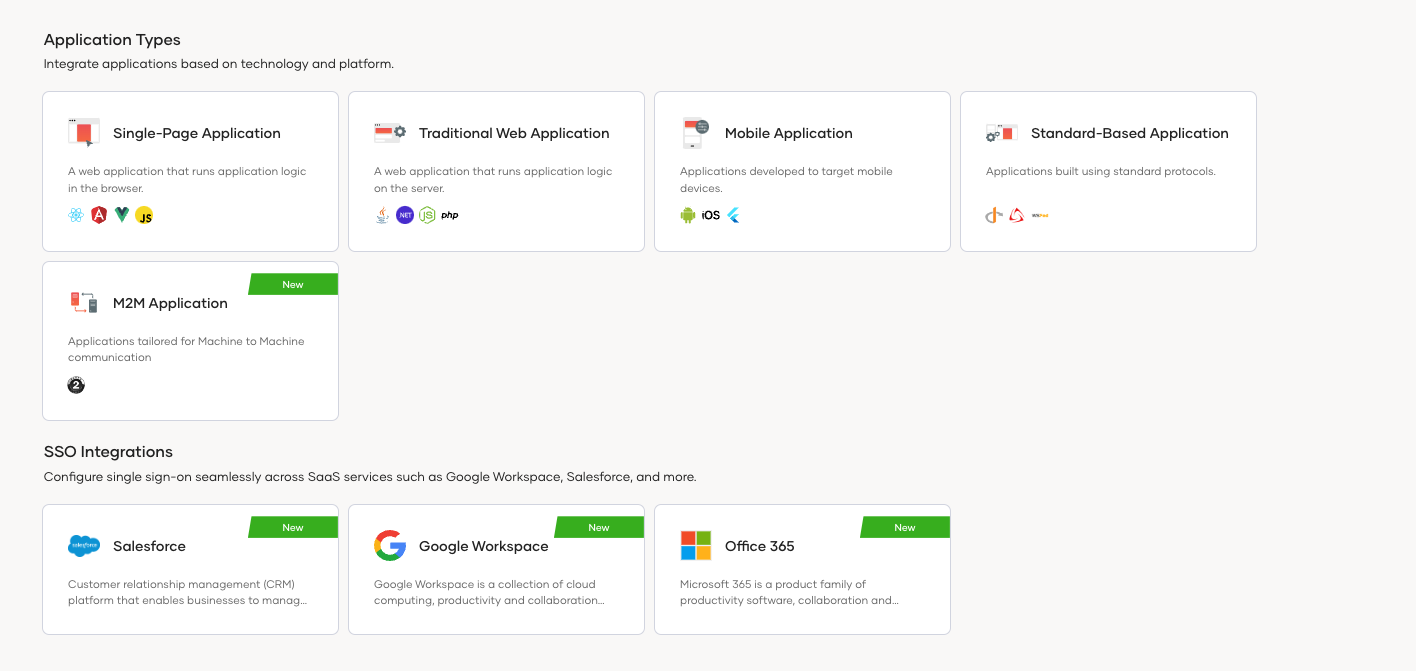 Application Types
Integrate applications based on technology and platform.
Single-Page Application
A web application that runs application logic
in the browser.
JS
Traditional Web Application
A web application that runs application logic
on the server.
NET
JS
php
Mobile Application
Applications developed to target mobile
devices.
iOS
Standard-Based Application
Applications built using standard protocols.
New
M2M Application
Applications tailored for Machine to Machine
communication
2
SSO Integrations
Configure single sign-on seamlessly across SaaS services such as Google Workspace, Salesforce, and more.
New
salesforce
Salesforce
Customer relationship management (CRM)
platform that enables businesses to manag...
New
Google Workspace
Google Workspace is a collection of cloud
computing, productivity and collaboration...
New
Office 365
Microsoft 365 is a product family of
productivity software, collaboration and...